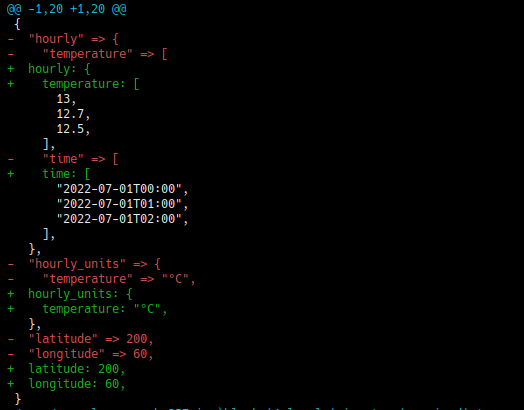 @@ -1,20 +1,20 @@
 {
-  "hourly" => {
-    "temperature" => [
+  hourly: {
+    temperature: [
       13,
       12.7,
       12.5,
     ],
-    "time" => [
+    time: [
       "2022-07-01T00:00",
       "2022-07-01T01:00",
       "2022-07-01T02:00",
     ],
   },
-  "hourly_units" => {
-    "temperature" => "°C",
+  hourly_units: {
+    temperature: "°C",
   },
-  "latitude" => 200,
-  "longitude" => 60,
+  latitude: 200,
+  longitude: 60,
 }